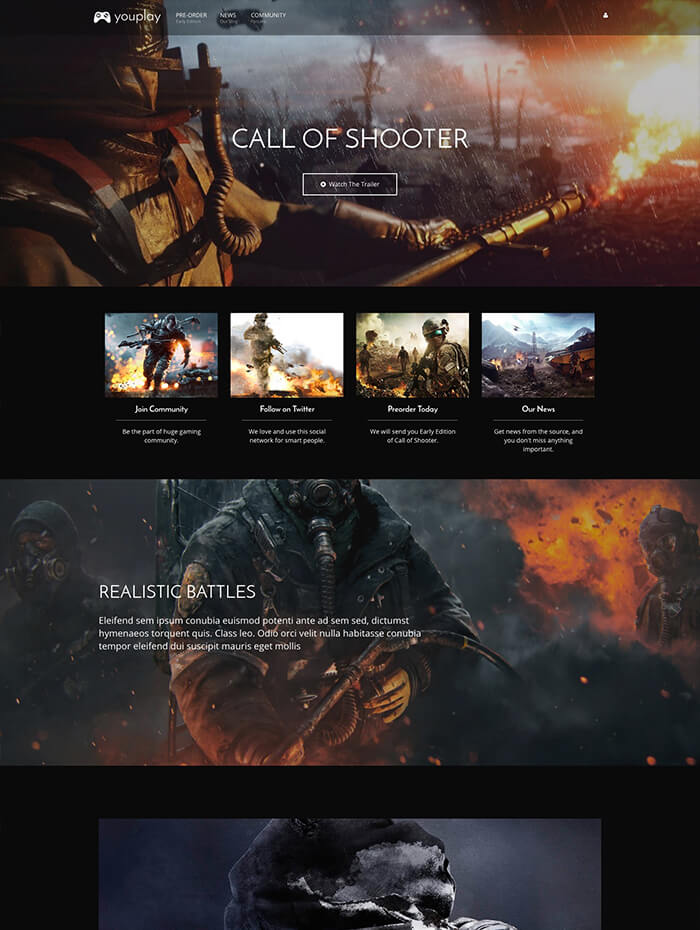 youplay
PRE-ORDER
Early Edition
NEWS
Our Blog
COMMUNITY
Forums
CALL OF SHOOTER
Watch The Trailer
Join Community
Be the part of huge gaming
community.
Follow on Twitter
We love and use this social
network for smart people.
Preorder Today
We will send you Early Edition
of Call of Shooter.
Our News
Get news from the source, and
you don't miss anything
important.
REALISTIC BATTLES
Eleifend sem ipsum conubia euismod potenti ante ad sem sed, dictumst
hymenaeos torquent quis. Class leo. Odio orci velit nulla habitasse conubia
tempor eleifend dui suscipit mauris eget mollis